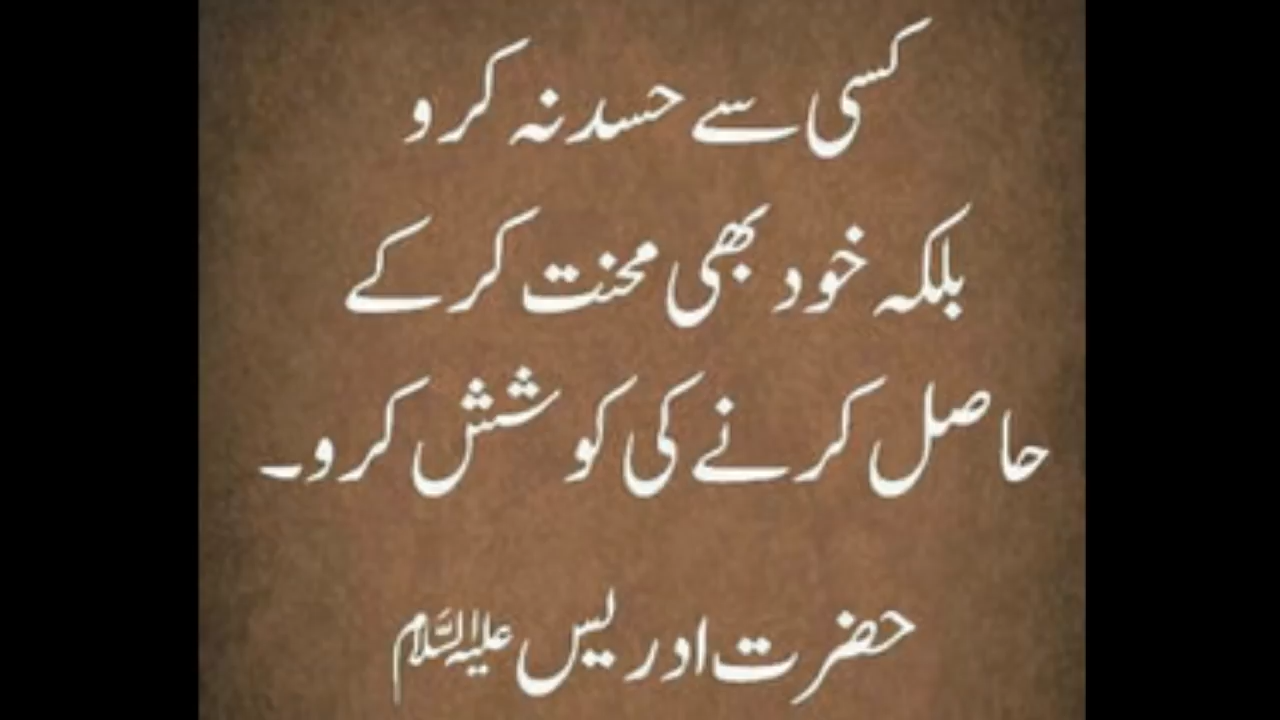 کسی سے حسد نہ کرو
بلکہ خود بھی محنت کر کے
حاصل کرنے کی کوشش کرو۔
حضرت ادریس علیہ السلام